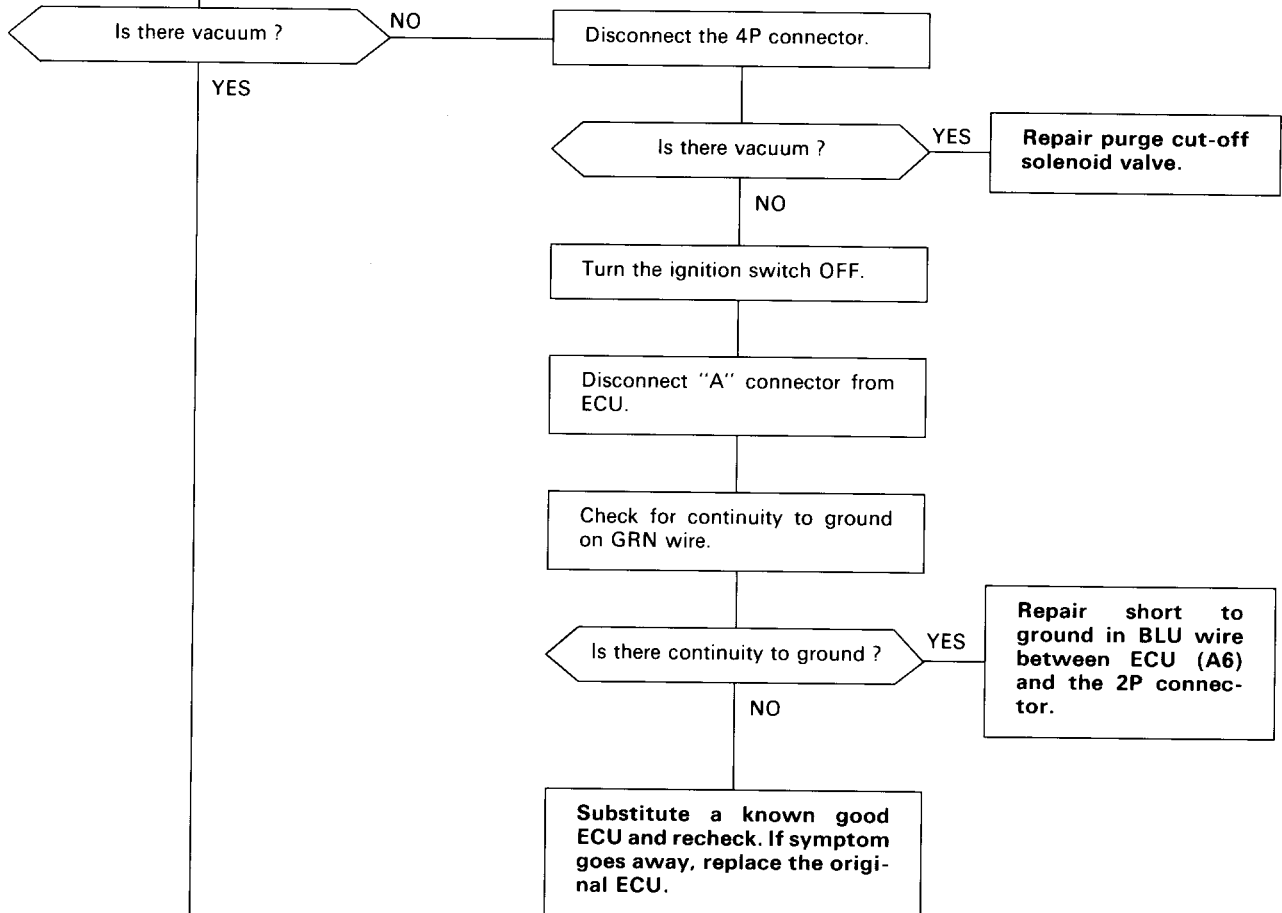 Is there vacuum ?
NO
Disconnect the 4P connector.
YES
Is there vacuum ?
YES
Repair purge cut-off
solenoid valve.
NO
Turn the ignition switch OFF.
Disconnect "A" connector from
ECU.
Check for continuity to ground
on GRN wire.
Is there continuity to ground ?
YES
Repair short to
ground in BLU wire
between ECU (A6)
and the 2P connec-
tor.
NO
Substitute a known good
ECU and recheck. If symptom
goes away, replace the origi-
nal ECU.